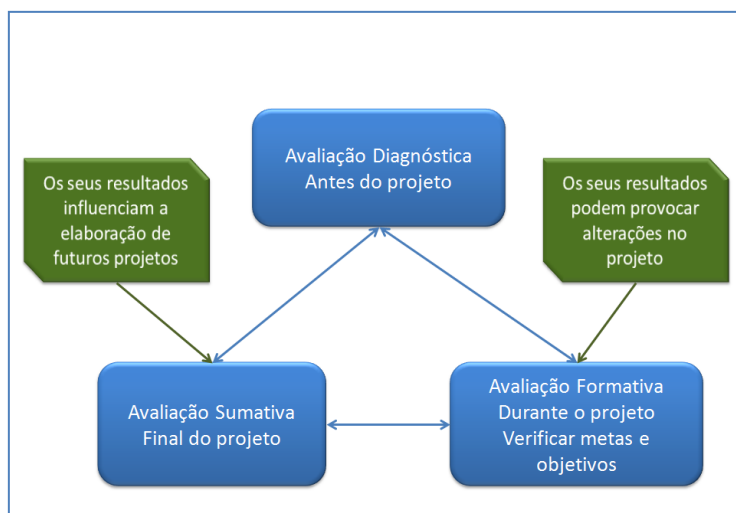 Avaliação Diagnóstica
Antes do projeto
Os seus resultados
influenciam a
elaboração de
futuros projetos
Os seus resultados
podem provocar
alterações no
projeto
Avaliação Sumativa
Final do projeto
Avaliação Formativa
Durante o projeto
Verificar metas e
objetivos